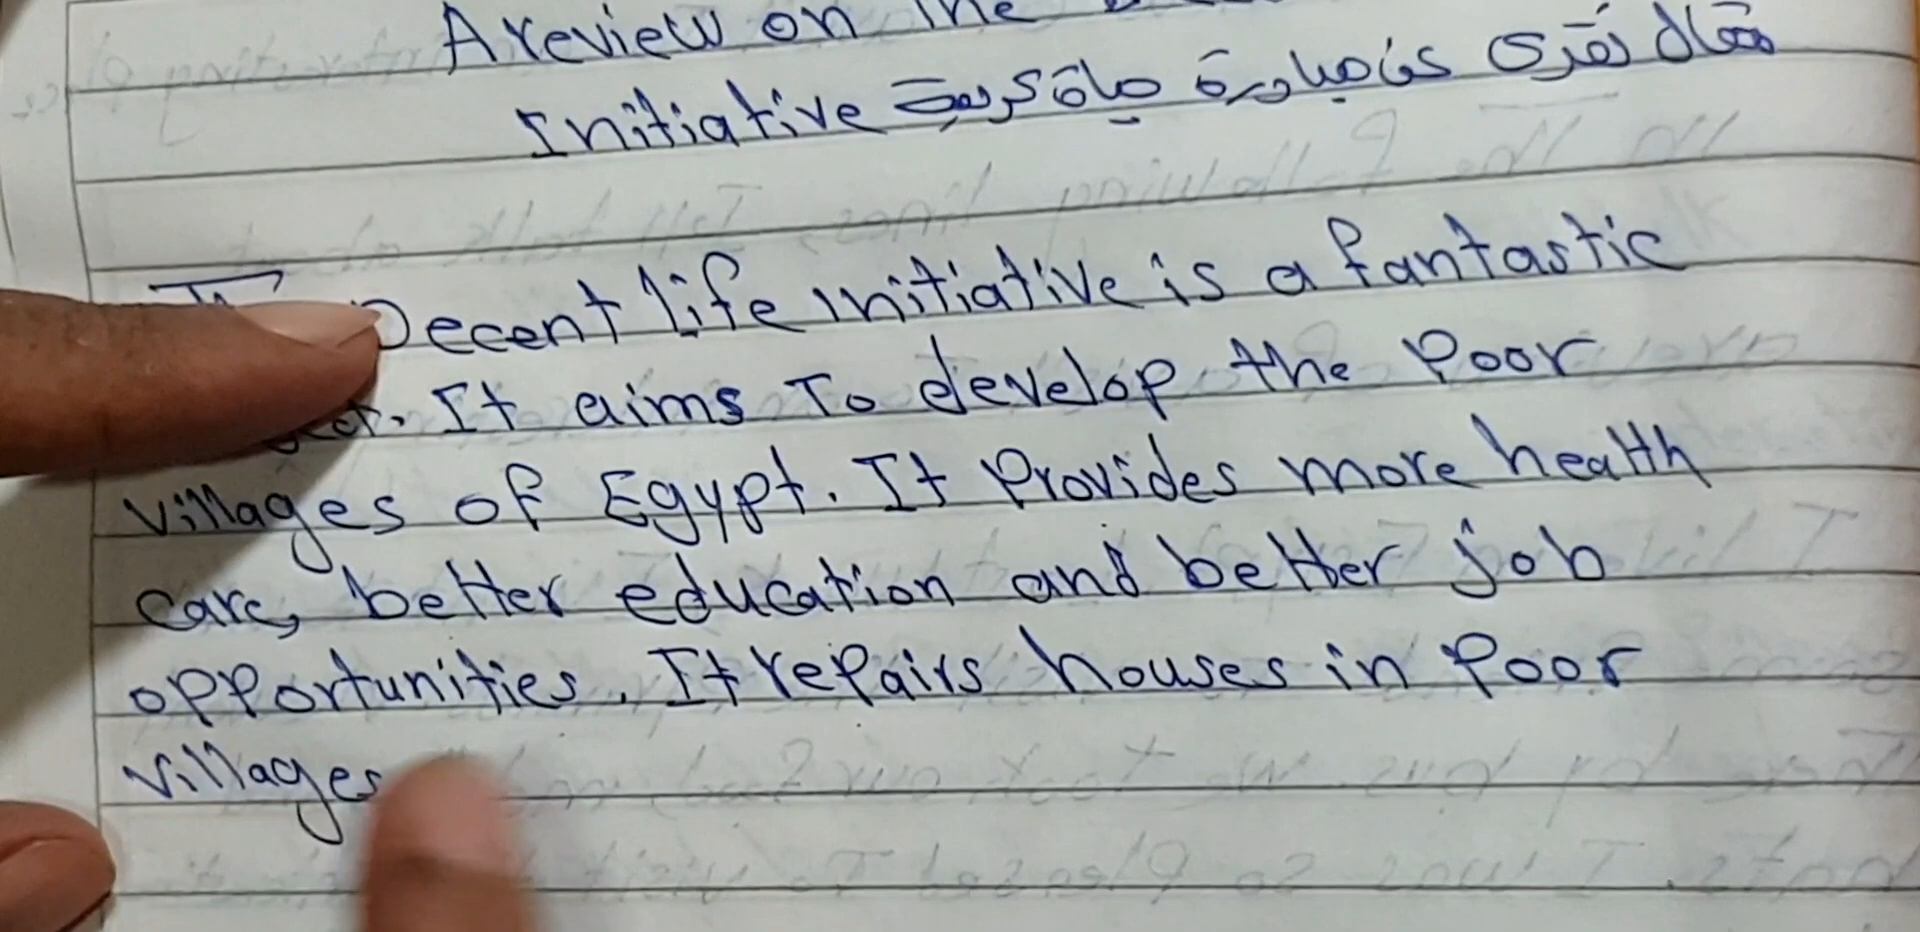 A review on the
Initiative مقال نقدى عن مبادرة حياة كريمة
Decent life initiative is a fantastic
It aims To develop the Poor
villages of Egypt. It Provides more health
care, better education and better job
opportunities. It repairs houses in Poor
villages